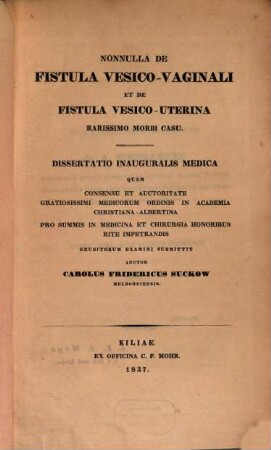 NONNULLA DE
FISTULA VESICO-VAGINALI
ET DE
FISTULA VESICO-UTERINA
RARISSIMO MORBI CASU.
DISSERTATIO INAUGURALIS MEDICA
QUAM
CONSENSU ET AUCTORITATE
GRATIOSISSIMI MEDICORUM ORDINIS IN ACADEMIA
CHRISTIANA-ALBERTINA
PRO SUMMIS IN MEDICINA ET CHIRURGIA HONORIBUS
RITE IMPETRANDIS
ERUDITORUM EXAMINI SUBMITTIT
AUCTOR
CAROLUS FRIDERICUS SUCKOW
KILIAE.
EX OFFICINA C. F. MOHR.
1837.